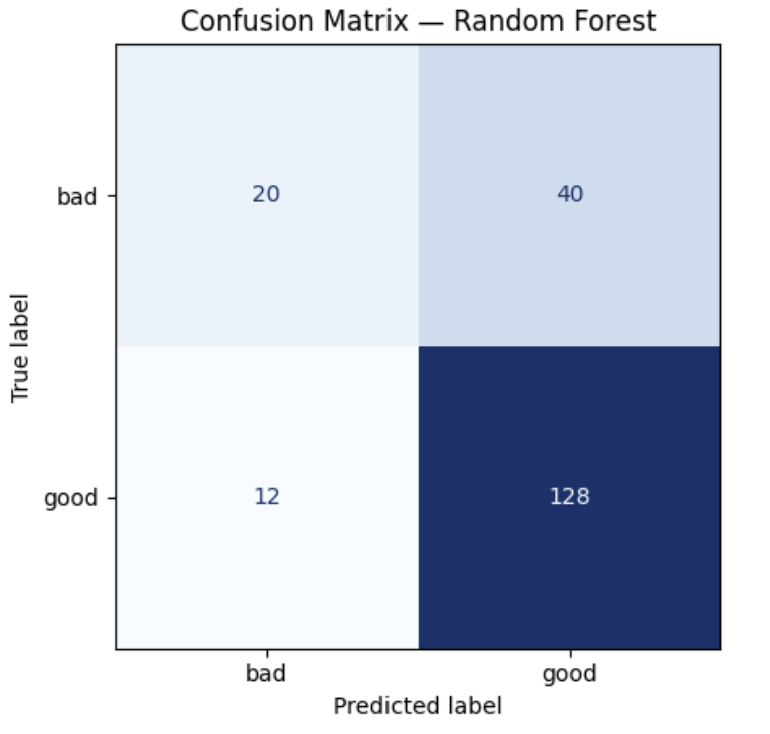 Confusion Matrix — Random Forest
True label
bad
20
40
good
12
128
bad
good
Predicted label